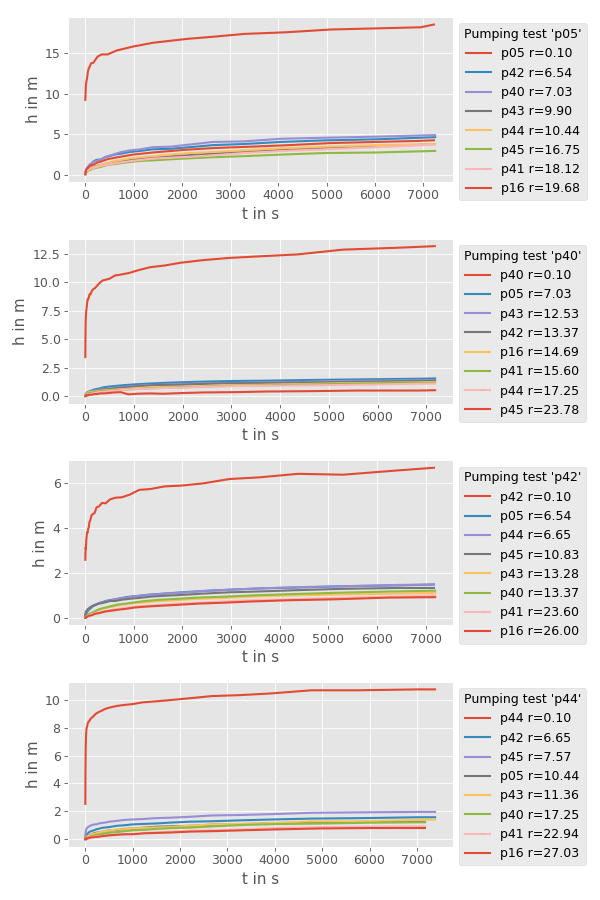 Pumping test 'p05'
p05 r=0.10
p42 r=6.54
p40 r=7.03
p43 r=9.90
p44 r=10.44
p45 r=16.75
p41 r=18.12
p16 r=19.68
h in m
15
10
5
0
0 1000 2000 3000 4000 5000 6000 7000
t in s
Pumping test 'p40'
p40 r=0.10
p05 r=7.03
p43 r=12.53
p42 r=13.37
p16 r=14.69
p41 r=15.60
p44 r=17.25
p45 r=23.78
h in m
12.5
10.0
7.5
5.0
2.5
0.0
0 1000 2000 3000 4000 5000 6000 7000
t in s
Pumping test 'p42'
p42 r=0.10
p05 r=6.54
p44 r=6.65
p45 r=10.83
p43 r=13.28
p40 r=13.37
p41 r=23.60
p16 r=26.00
h in m
6
4
2
0
0 1000 2000 3000 4000 5000 6000 7000
t in s
Pumping test 'p44'
p44 r=0.10
p42 r=6.65
p45 r=7.57
p05 r=10.44
p43 r=11.36
p40 r=17.25
p41 r=22.94
p16 r=27.03
h in m
10
8
6
4
2
0
0 1000 2000 3000 4000 5000 6000 7000
t in s